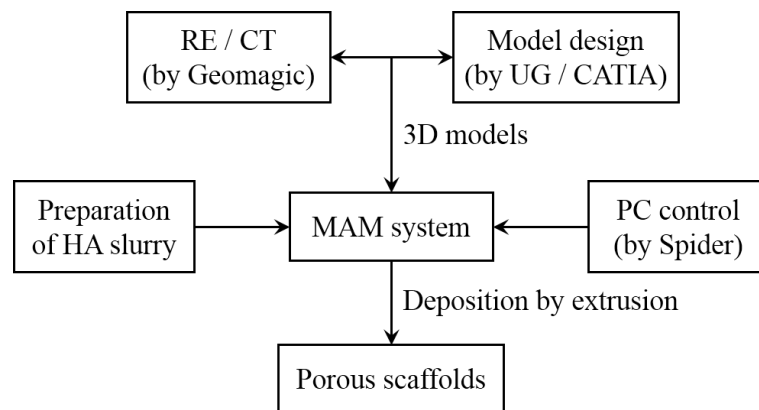 RE / CT
(by Geomagic)
Model design
(by UG / CATIA)
3D models
Preparation
of HA slurry
MAM system
PC control
(by Spider)
Deposition by extrusion
Porous scaffolds